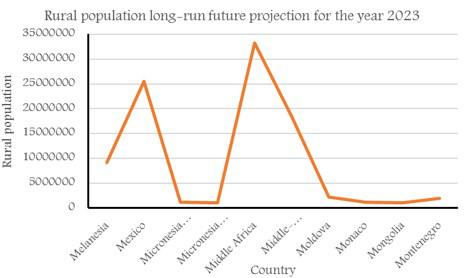 Rural population long-run future projection for the year 2023
Rural population
35000000
30000000
25000000
20000000
15000000
10000000
5000000
0
Melanesia
Mexico
Micronesia…
Micronesia…
Middle Africa
Middle-…
Moldova
Monaco
Mongolia
Montenegro
Country